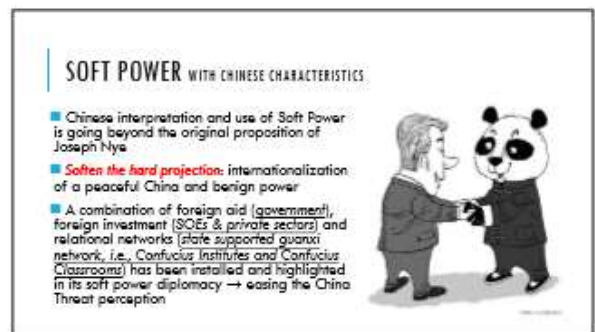 SOFT POWER WITH CHINESE CHARACTERISTICS
Chinese interpretation and use of Soft Power
is going beyond the original proposition of
Joseph Nye
Soften the hard projection: internationalization
of a peaceful China and benign power
A combination of foreign aid (government),
foreign investment (SOEs & private sectors) and
relational networks (state supported guanxi
network, i.e., Confucius Institutes and Confucius
Classrooms) has been installed and highlighted
in its soft power diplomacy → easing the China
Threat perception